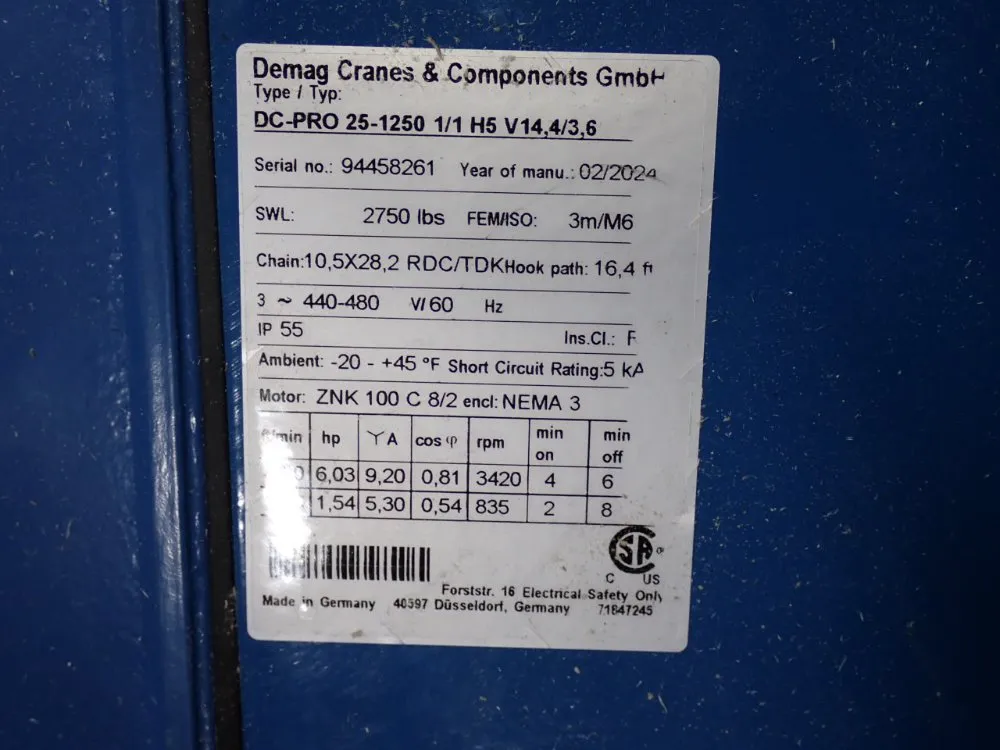 Demag Cranes & Components GmbH
Type / Typ:
DC-PRO 25-1250 1/1 H5 V14,4/3,6
Serial no.: 94458261 Year of manu.: 02/2024
SWL: 2750 lbs FEM/ISO: 3m/M6
Chain:10,5X28,2 RDC/TDK Hook path: 16,4 ft
3 ~ 440-480 V/ 60 Hz
IP 55 Ins.Cl.: F
Ambient: -20 - +45 °F Short Circuit Rating:5 kA
Motor: ZNK 100 C 8/2 encl: NEMA 3
hp Y A cos φ rpm min on min off
6,03 9,20 0,81 3420 4 6
1,54 5,30 0,54 835 2 8
SA
C US
Forststr. 16 Electrical Safety Only
Made in Germany 40597 Düsseldorf, Germany 71847245